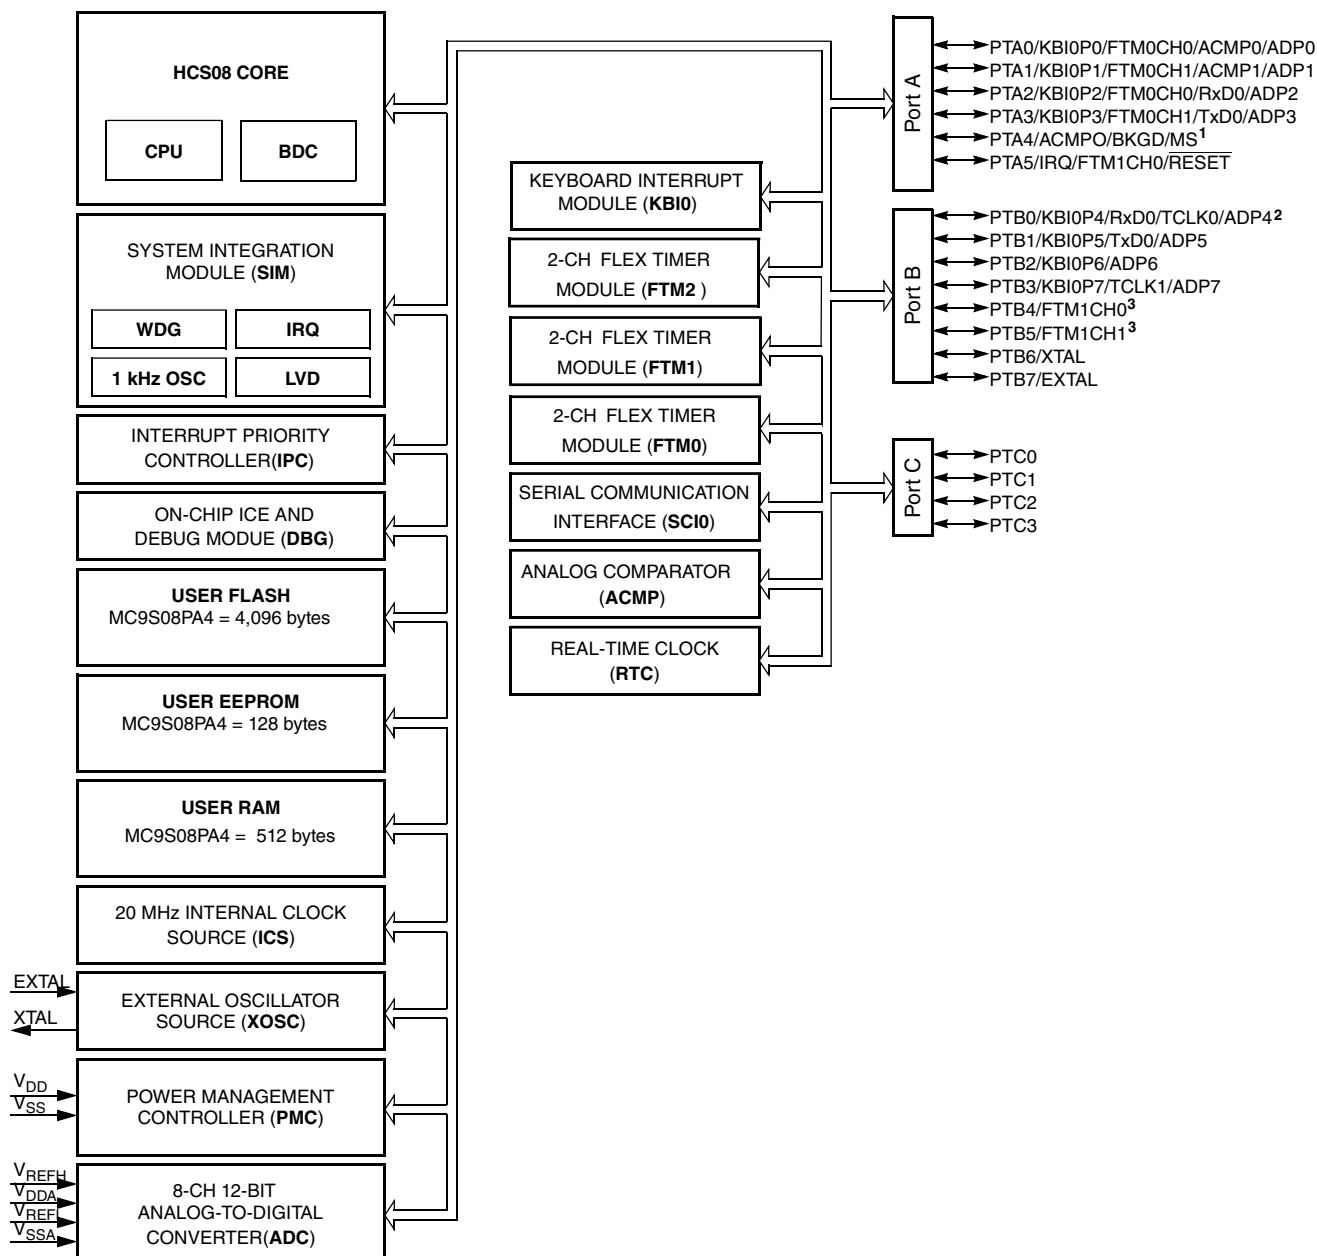 HCS08 CORE
CPU
BDC
SYSTEM INTEGRATION
MODULE (SIM)
WDG
IRQ
1 kHz OSC
LVD
INTERRUPT PRIORITY
CONTROLLER(IPC)
ON-CHIP ICE AND
DEBUG MODUE (DBG)
USER FLASH
MC9S08PA4 = 4,096 bytes
USER EEPROM
MC9S08PA4 = 128 bytes
USER RAM
MC9S08PA4 = 512 bytes
20 MHz INTERNAL CLOCK
SOURCE (ICS)
EXTAL
XTAL
EXTERNAL OSCILLATOR
SOURCE (XOSC)
VDD
VSS
POWER MANAGEMENT
CONTROLLER (PMC)
VREFH
VDDA
VREFL
VSSA
8-CH 12-BIT
ANALOG-TO-DIGITAL
CONVERTER(ADC)
KEYBOARD INTERRUPT
MODULE (KBI0)
2-CH FLEX TIMER
MODULE (FTM2 )
2-CH FLEX TIMER
MODULE (FTM1)
2-CH FLEX TIMER
MODULE (FTM0)
SERIAL COMMUNICATION
INTERFACE (SCI0)
ANALOG COMPARATOR
(ACMP)
REAL-TIME CLOCK
(RTC)
Port A
PTA0/KBI0P0/FTM0CH0/ACMP0/ADP0
PTA1/KBI0P1/FTM0CH1/ACMP1/ADP1
PTA2/KBI0P2/FTM0CH0/RxD0/ADP2
PTA3/KBI0P3/FTM0CH1/TxD0/ADP3
PTA4/ACMPO/BKGD/MS1
PTA5/IRQ/FTM1CH0/RESET
Port B
PTB0/KBI0P4/RxD0/TCLK0/ADP42
PTB1/KBI0P5/TxD0/ADP5
PTB2/KBI0P6/ADP6
PTB3/KBI0P7/TCLK1/ADP7
PTB4/FTM1CH03
PTB5/FTM1CH13
PTB6/XTAL
PTB7/EXTAL
Port C
PTC0
PTC1
PTC2
PTC3